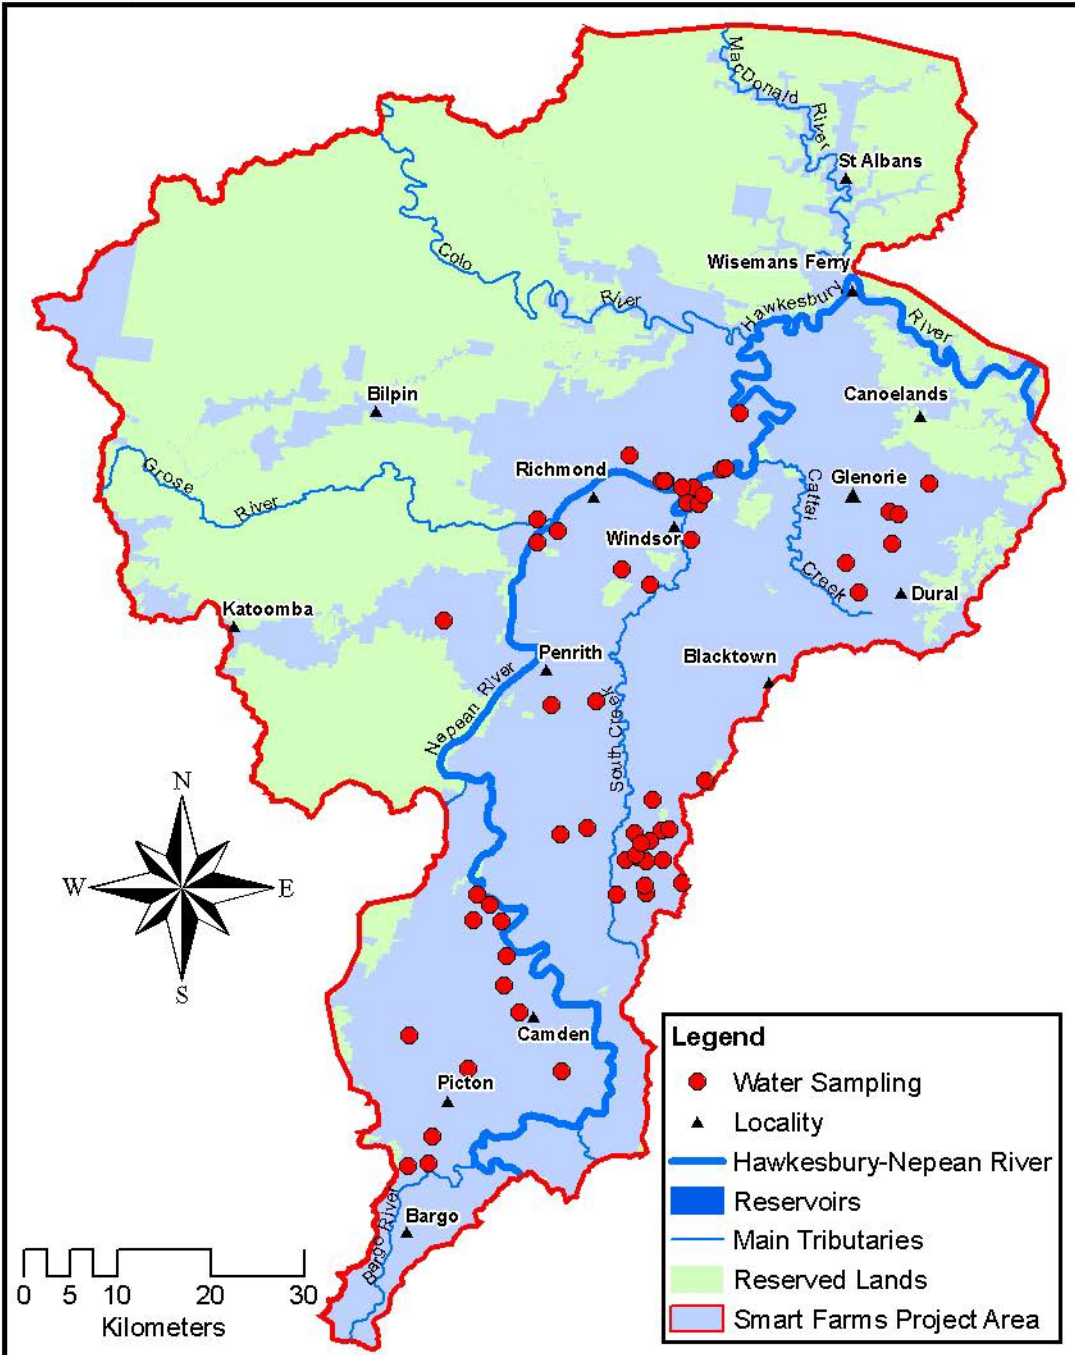 MacDonald River
St Albans
Colo River
Wisemans Ferry
Hawkesbury River
Bilpin
Canoelands
Grose River
Richmond
Glenorie
Cattai Creek
Windsor
Katoomba
Dural
Penrith
Blacktown
Nepean River
South Creek
N
W
E
S
Camden
Picton
Bargo
Bargo River
0 5 10 20 30
Kilometers
Legend
Water Sampling
Locality
Hawkesbury-Nepean River
Reservoirs
Main Tributaries
Reserved Lands
Smart Farms Project Area